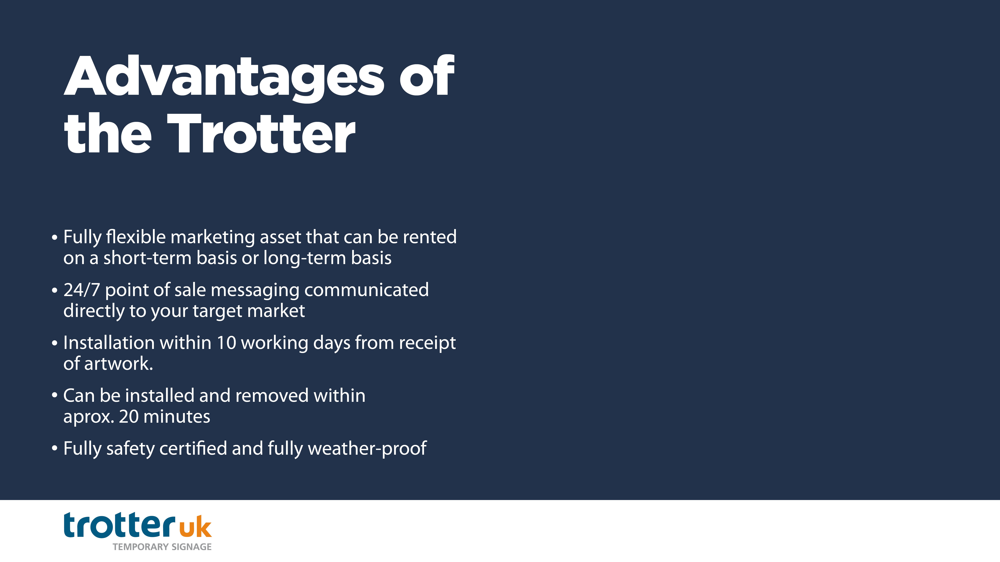 Advantages of
the Trotter
• Fully flexible marketing asset that can be rented
on a short-term basis or long-term basis
• 24/7 point of sale messaging communicated
directly to your target market
• Installation within 10 working days from receipt
of artwork.
• Can be installed and removed within
aprox. 20 minutes
• Fully safety certified and fully weather-proof
trotter uk
TEMPORARY SIGNAGE